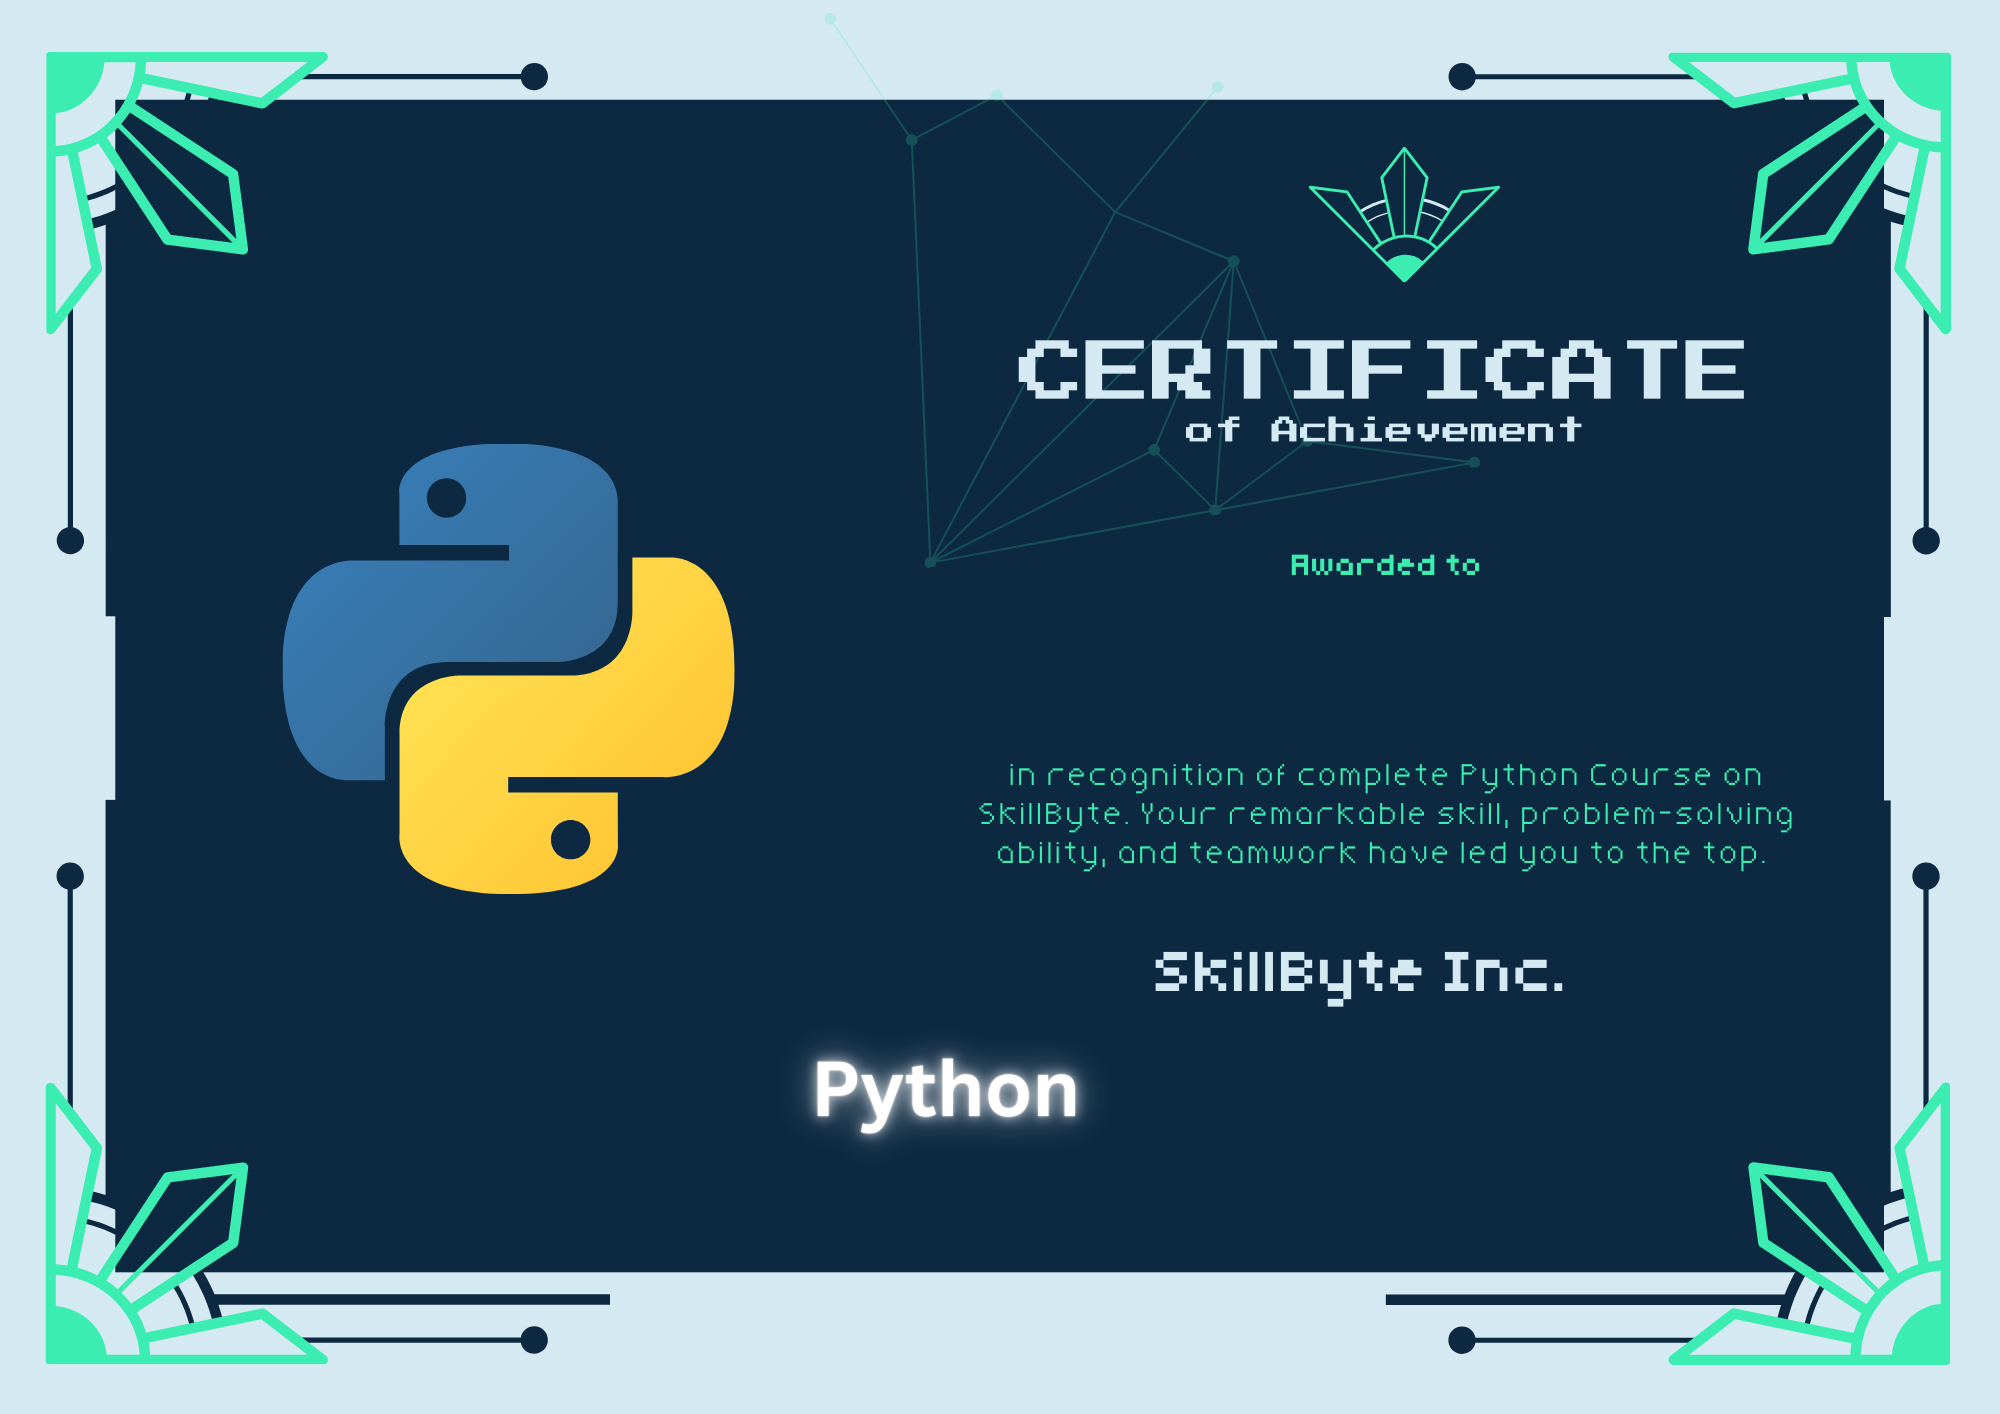 CERTIFICATE
of Achievement
Awarded to
in recognition of complete Python Course on
SkillByte. Your remarkable skill, problem-solving
ability, and teamwork have led you to the top.
SkillByte Inc.
Python